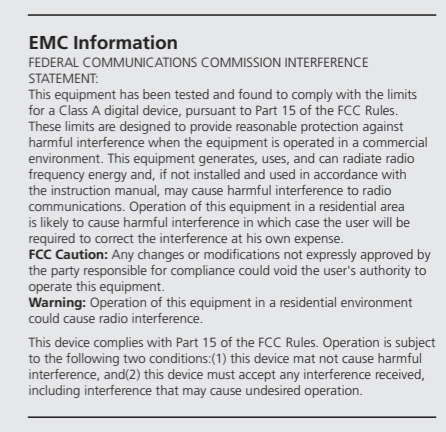 EMC Information
FEDERAL COMMUNICATIONS COMMISSION INTERFERENCE
STATEMENT:
This equipment has been tested and found to comply with the limits
for a Class A digital device, pursuant to Part 15 of the FCC Rules.
These limits are designed to provide reasonable protection against
harmful interference when the equipment is operated in a commercial
environment. This equipment generates, uses, and can radiate radio
frequency energy and, if not installed and used in accordance with
the instruction manual, may cause harmful interference to radio
communications. Operation of this equipment in a residential area
is likely to cause harmful interference in which case the user will be
required to correct the interference at his own expense.
FCC Caution: Any changes or modifications not expressly approved by
the party responsible for compliance could void the user's authority to
operate this equipment.
Warning: Operation of this equipment in a residential environment
could cause radio interference.
This device complies with Part 15 of the FCC Rules. Operation is subject
to the following two conditions:(1) this device mat not cause harmful
interference, and(2) this device must accept any interference received,
including interference that may cause undesired operation.